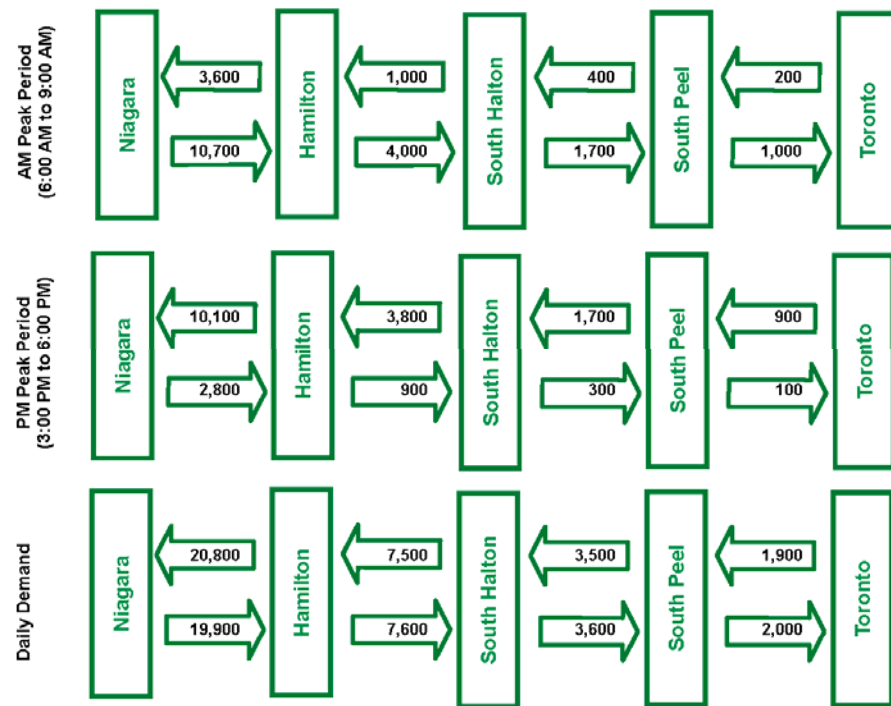 AM Peak Period
(6:00 AM to 9:00 AM)
Niagara
3,600
10,700
Hamilton
1,000
4,000
South Halton
400
1,700
South Peel
200
1,000
Toronto
PM Peak Period
(3:00 PM to 6:00 PM)
Niagara
10,100
2,800
Hamilton
3,800
900
South Halton
1,700
300
South Peel
900
100
Toronto
Daily Demand
Niagara
20,800
19,900
Hamilton
7,500
7,600
South Halton
3,500
3,600
South Peel
1,900
2,000
Toronto